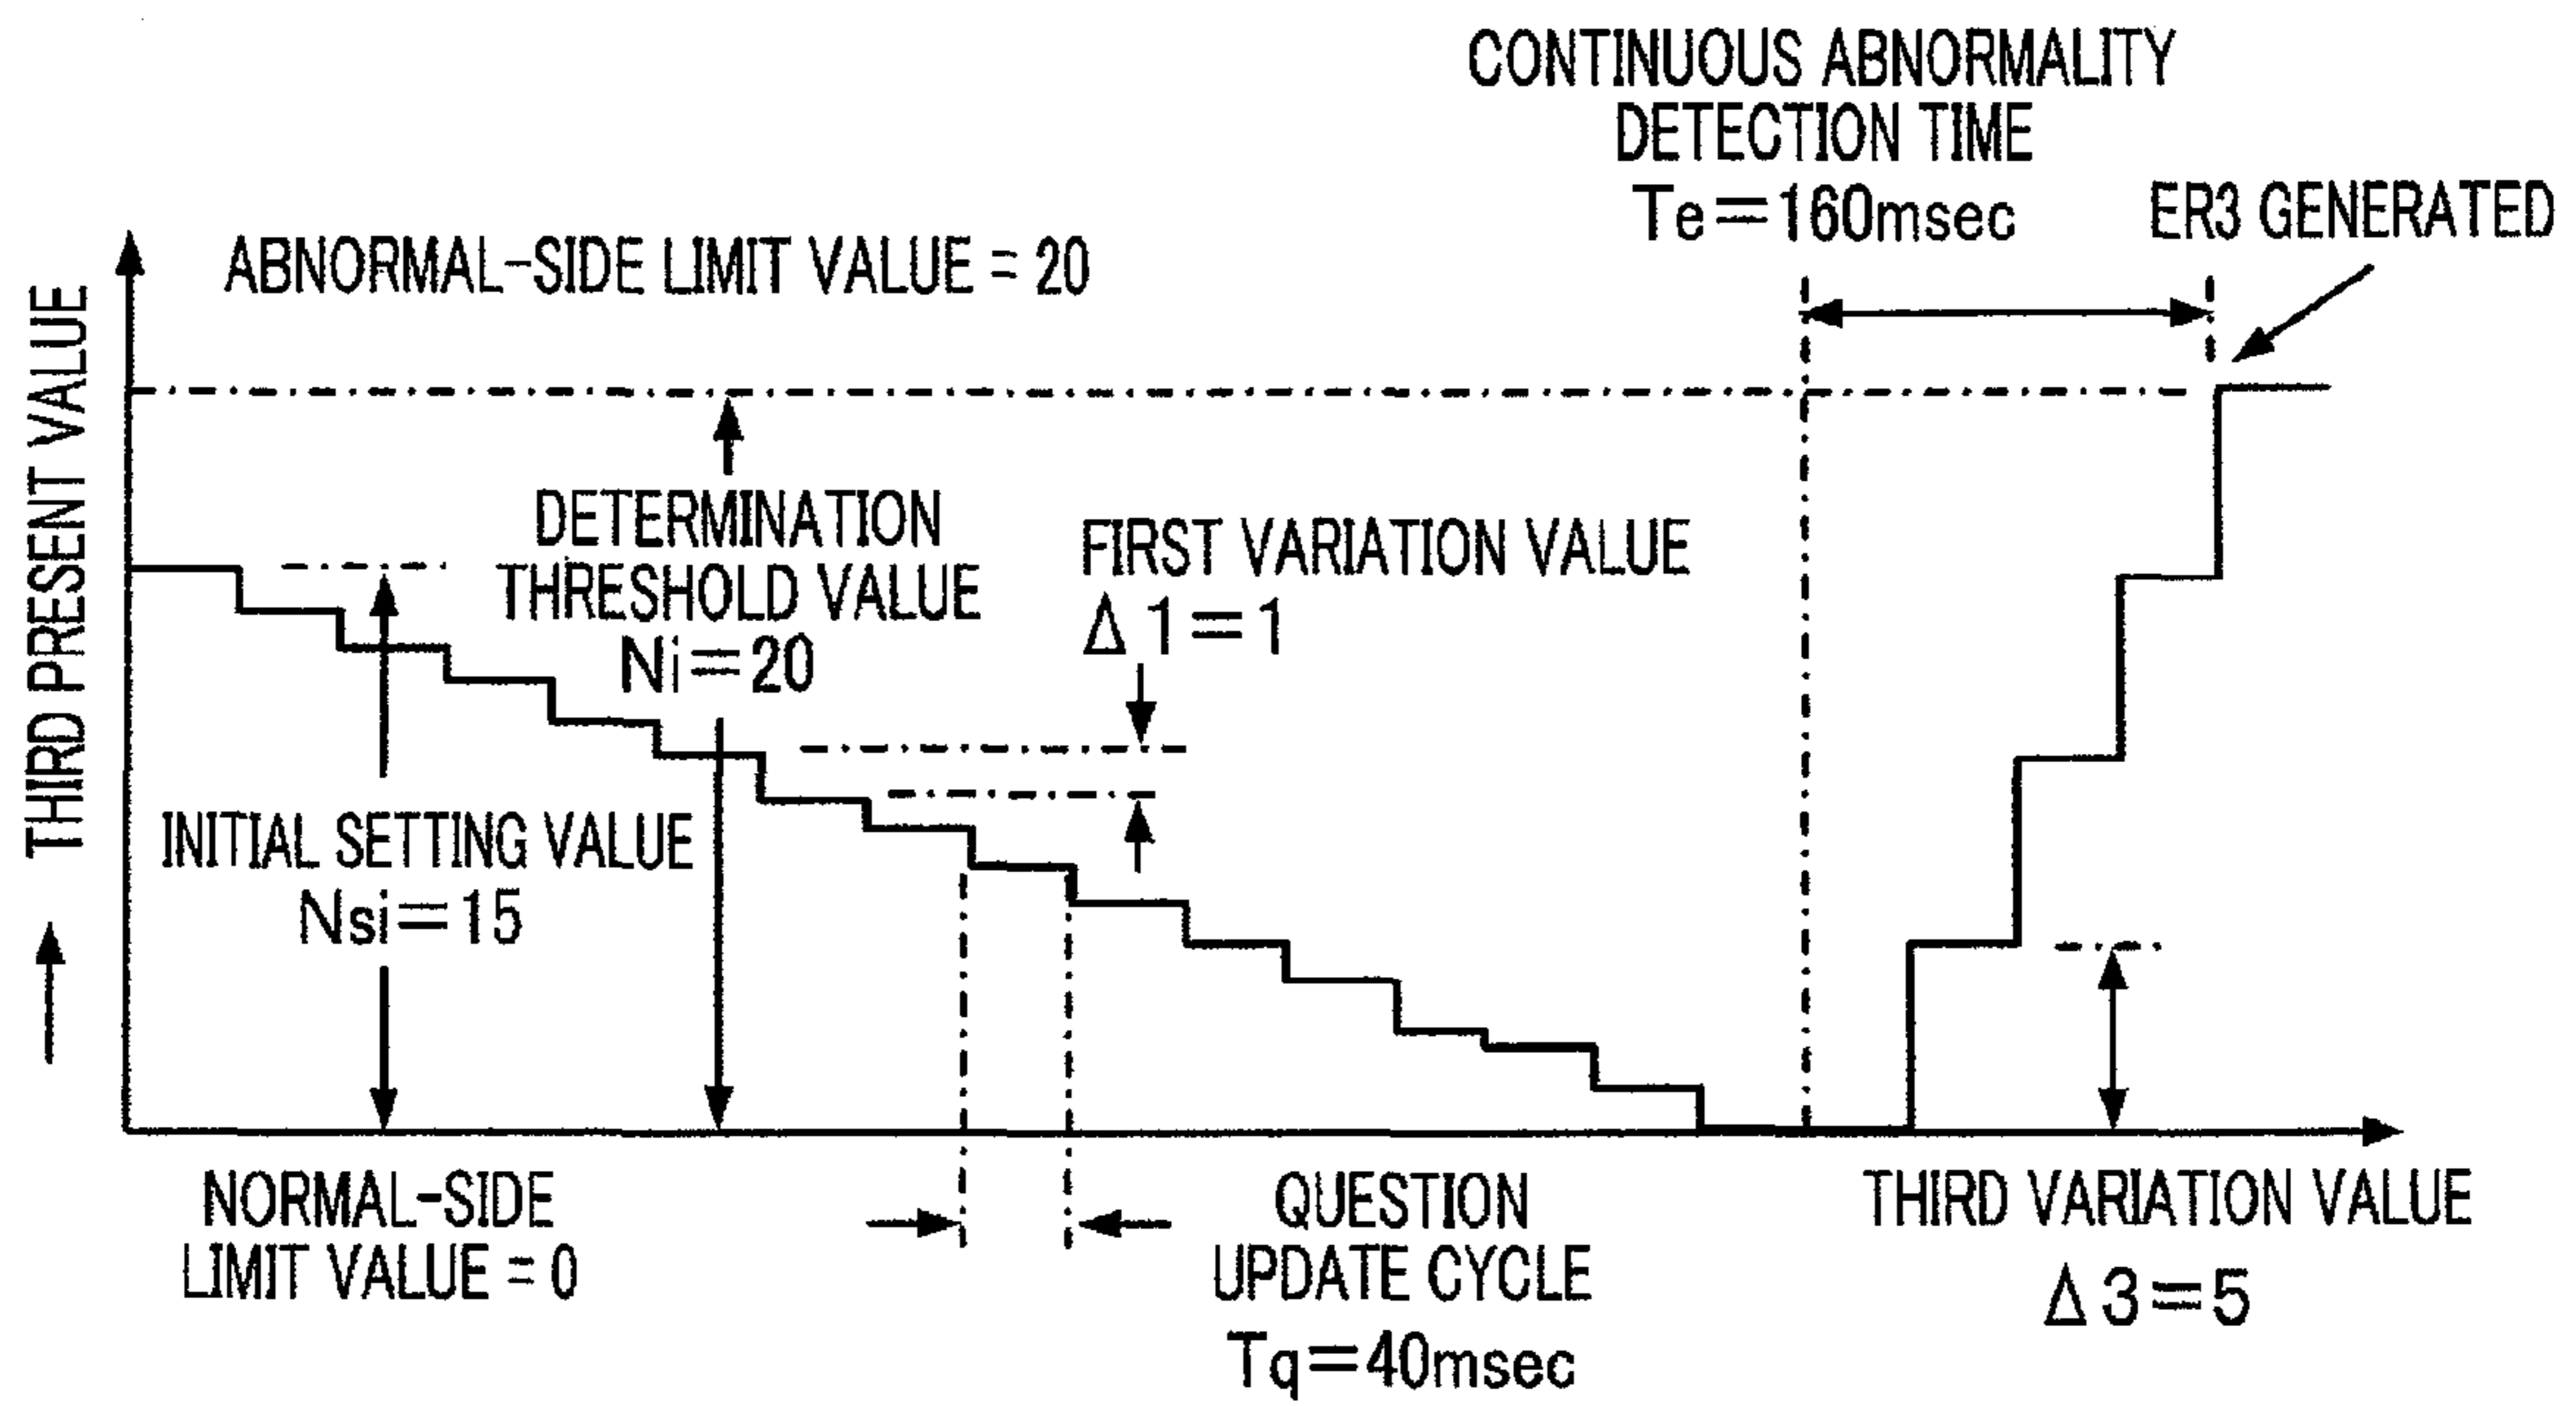 CONTINUOUS ABNORMALITY
DETECTION TIME
Te=160msec
ER3 GENERATED
ABNORMAL-SIDE LIMIT VALUE = 20
THIRD PRESENT VALUE
DETERMINATION
THRESHOLD VALUE
Ni=20
FIRST VARIATION VALUE
Δ1=1
INITIAL SETTING VALUE
Nsi=15
NORMAL-SIDE
LIMIT VALUE = 0
QUESTION
UPDATE CYCLE
Tq=40msec
THIRD VARIATION VALUE
Δ3=5